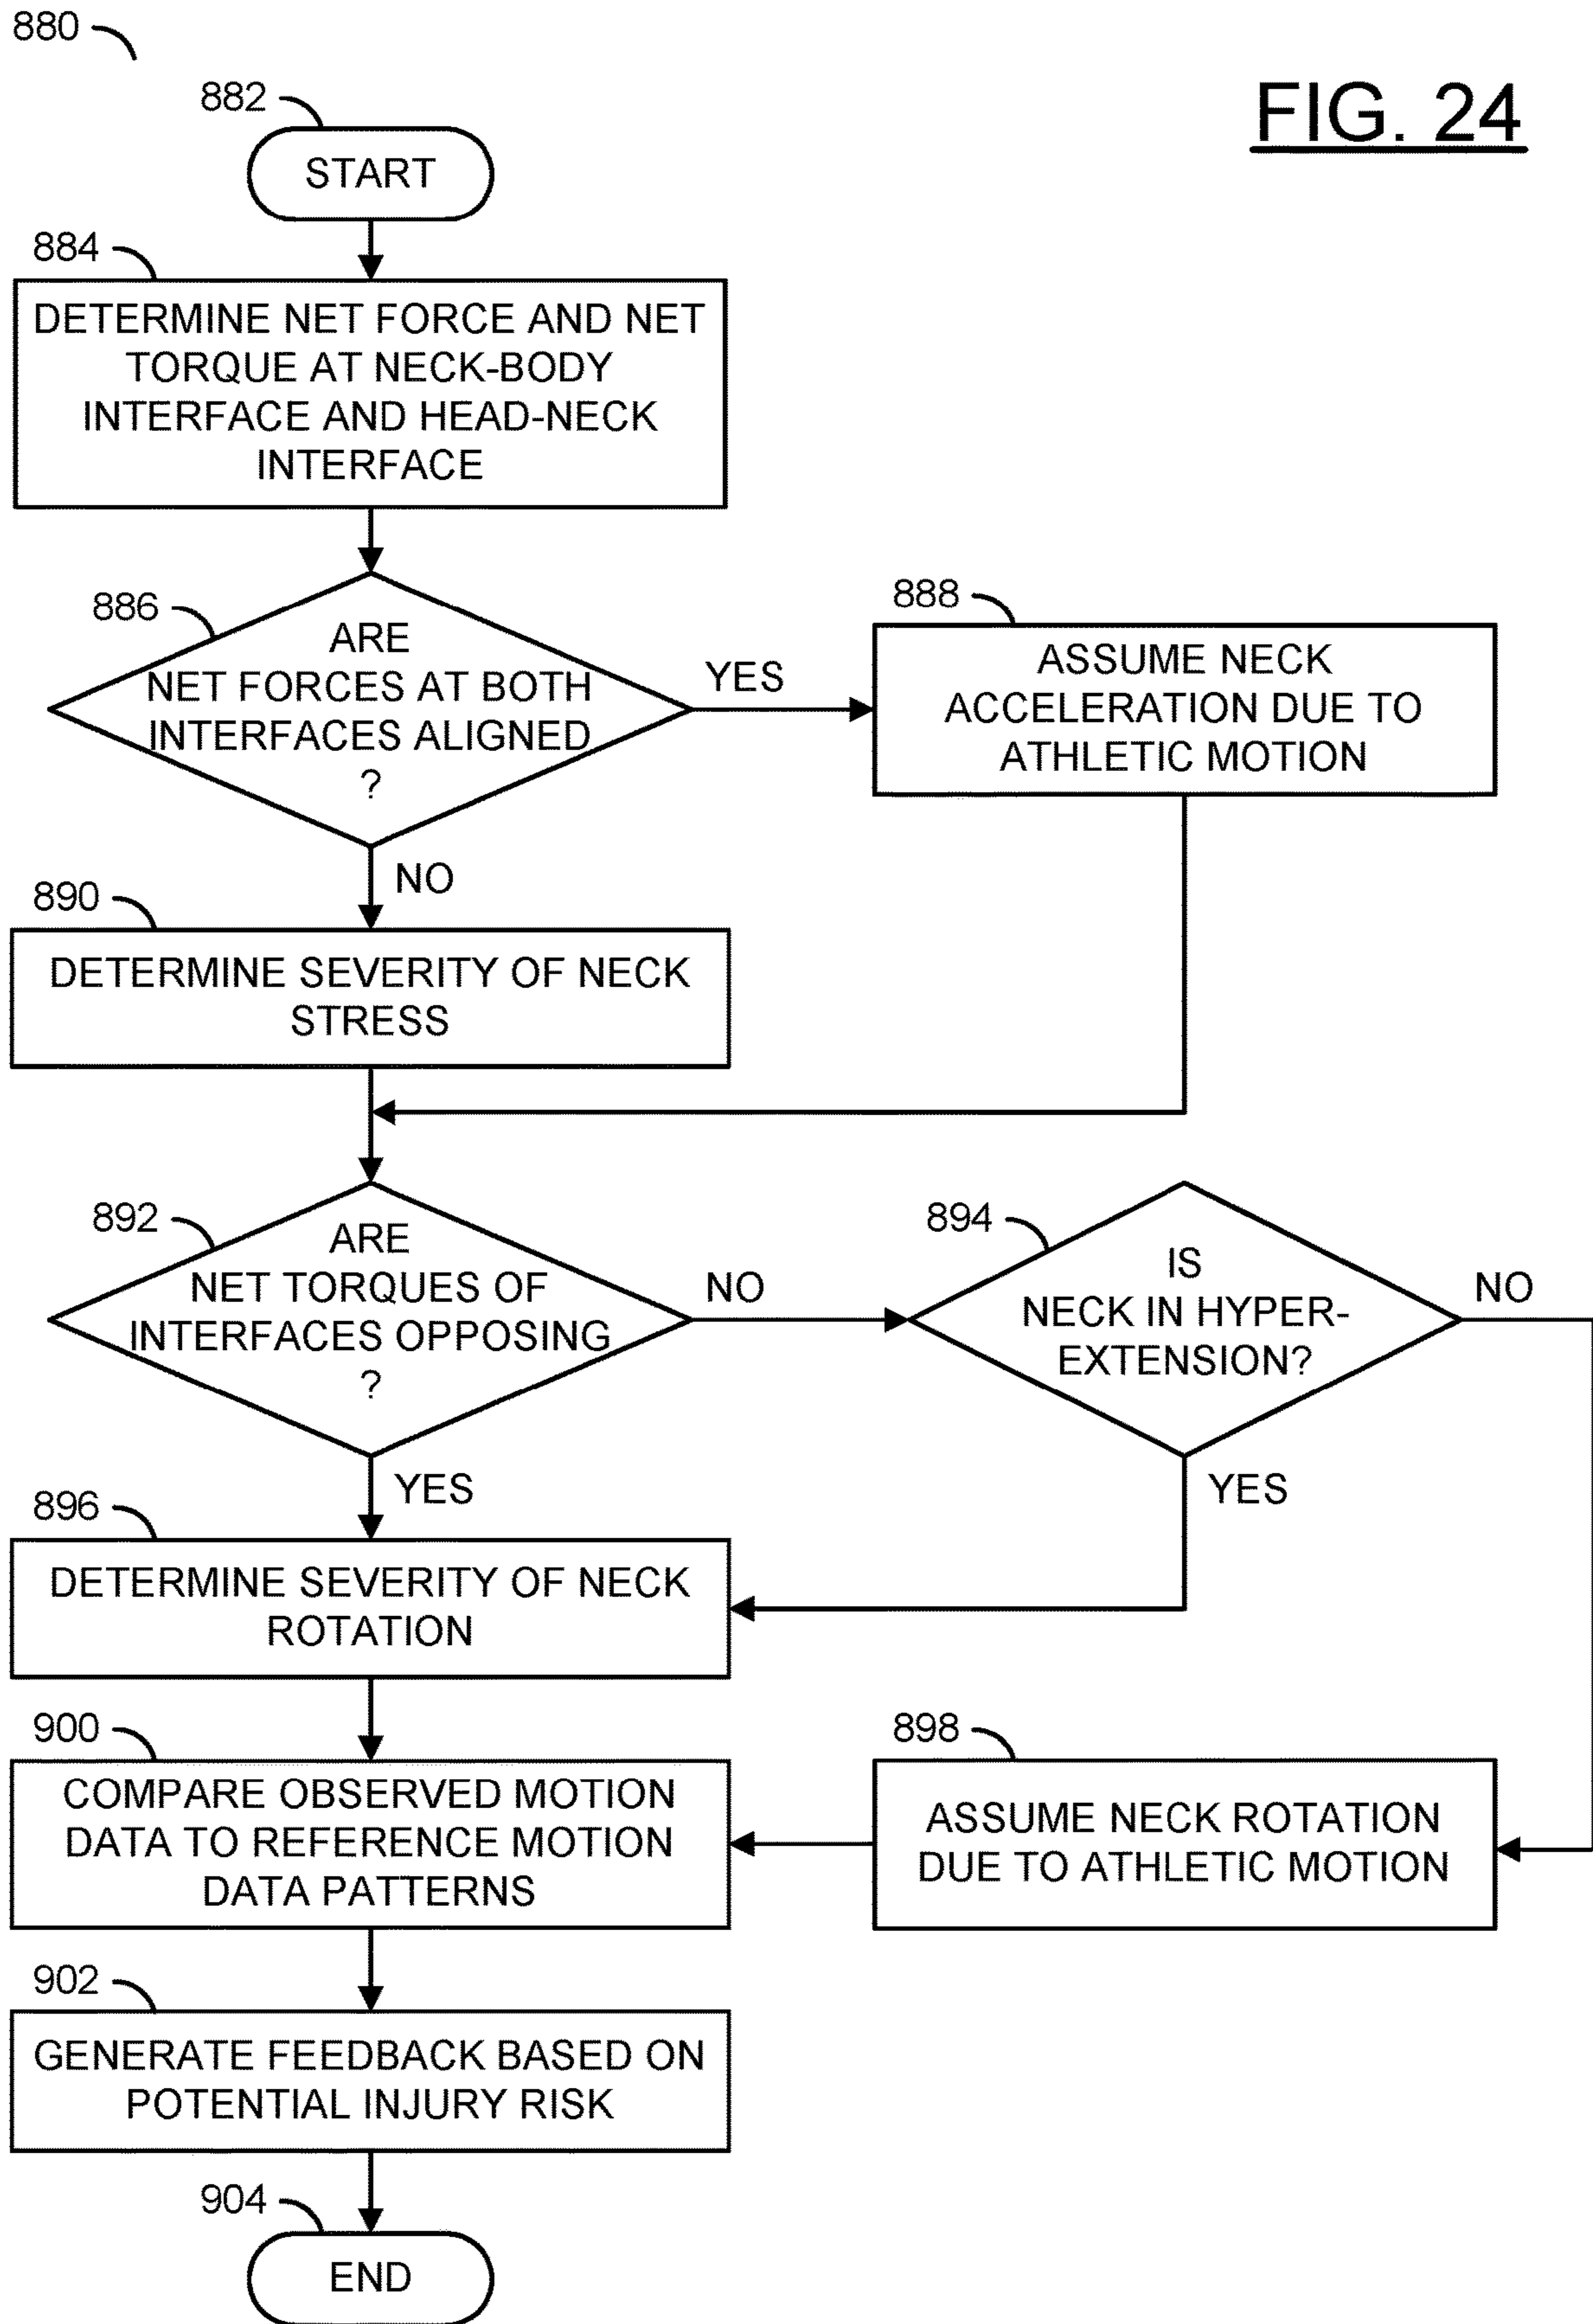 880
FIG. 24
882
START
884
DETERMINE NET FORCE AND NET
TORQUE AT NECK-BODY
INTERFACE AND HEAD-NECK
INTERFACE
886
ARE
NET FORCES AT BOTH
INTERFACES ALIGNED
?
YES
888
ASSUME NECK
ACCELERATION DUE TO
ATHLETIC MOTION
NO
890
DETERMINE SEVERITY OF NECK
STRESS
892
ARE
NET TORQUES OF
INTERFACES OPPOSING
?
NO
894
IS
NECK IN HYPER-
EXTENSION?
NO
YES
YES
896
DETERMINE SEVERITY OF NECK
ROTATION
898
ASSUME NECK ROTATION
DUE TO ATHLETIC MOTION
900
COMPARE OBSERVED MOTION
DATA TO REFERENCE MOTION
DATA PATTERNS
902
GENERATE FEEDBACK BASED ON
POTENTIAL INJURY RISK
904
END